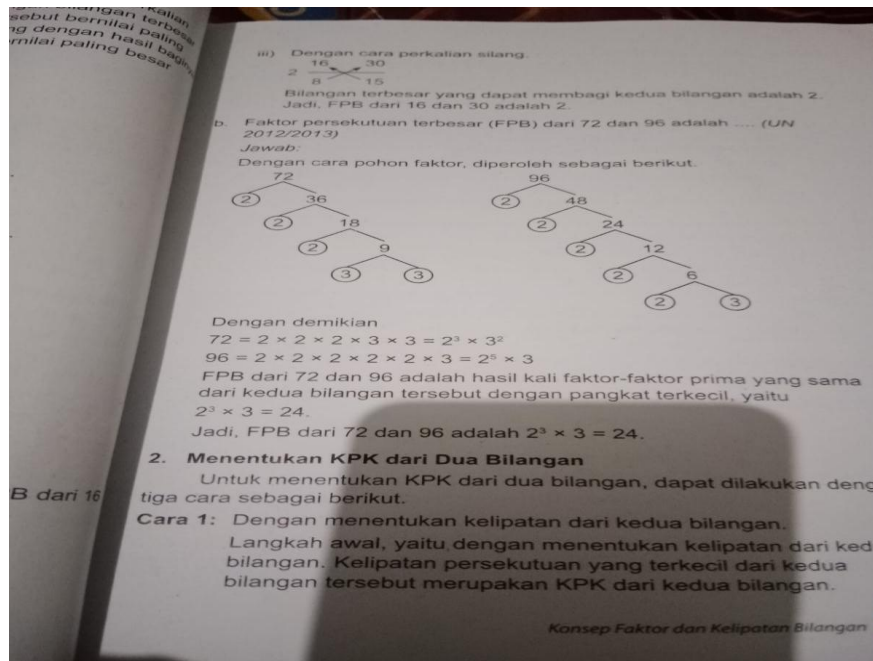 kalian
bilangan terbesar
sebut bernilai paling
ng dengan hasil baginya
rnilai paling besar
B dari 16
iii) Dengan cara perkalian silang.
16 30
2
8 15
Bilangan terbesar yang dapat membagi kedua bilangan adalah 2.
Jadi, FPB dari 16 dan 30 adalah 2.
b. Faktor persekutuan terbesar (FPB) dari 72 dan 96 adalah .... (UN
2012/2013)
Jawab:
Dengan cara pohon faktor, diperoleh sebagai berikut.
72 96
2 36 2 48
2 18 2 24
2 9 2 12
3 3 2 6
2 3
Dengan demikian
72 = 2 × 2 × 2 × 3 × 3 = 2³ × 3²
96 = 2 × 2 × 2 × 2 × 2 × 3 = 2⁵ × 3
FPB dari 72 dan 96 adalah hasil kali faktor-faktor prima yang sama
dari kedua bilangan tersebut dengan pangkat terkecil, yaitu
2³ × 3 = 24.
Jadi, FPB dari 72 dan 96 adalah 2³ × 3 = 24.
2. Menentukan KPK dari Dua Bilangan
Untuk menentukan KPK dari dua bilangan, dapat dilakukan deng
tiga cara sebagai berikut.
Cara 1: Dengan menentukan kelipatan dari kedua bilangan.
Langkah awal, yaitu dengan menentukan kelipatan dari ked
bilangan. Kelipatan persekutuan yang terkecil dari kedua
bilangan tersebut merupakan KPK dari kedua bilangan.
Konsep Faktor dan Kelipatan Bilangan